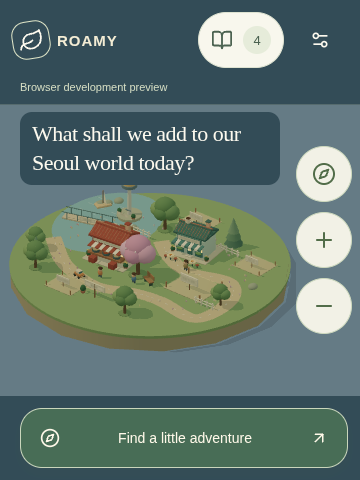 ROAMY
4
Browser development preview
What shall we add to our
Seoul world today?
Find a little adventure